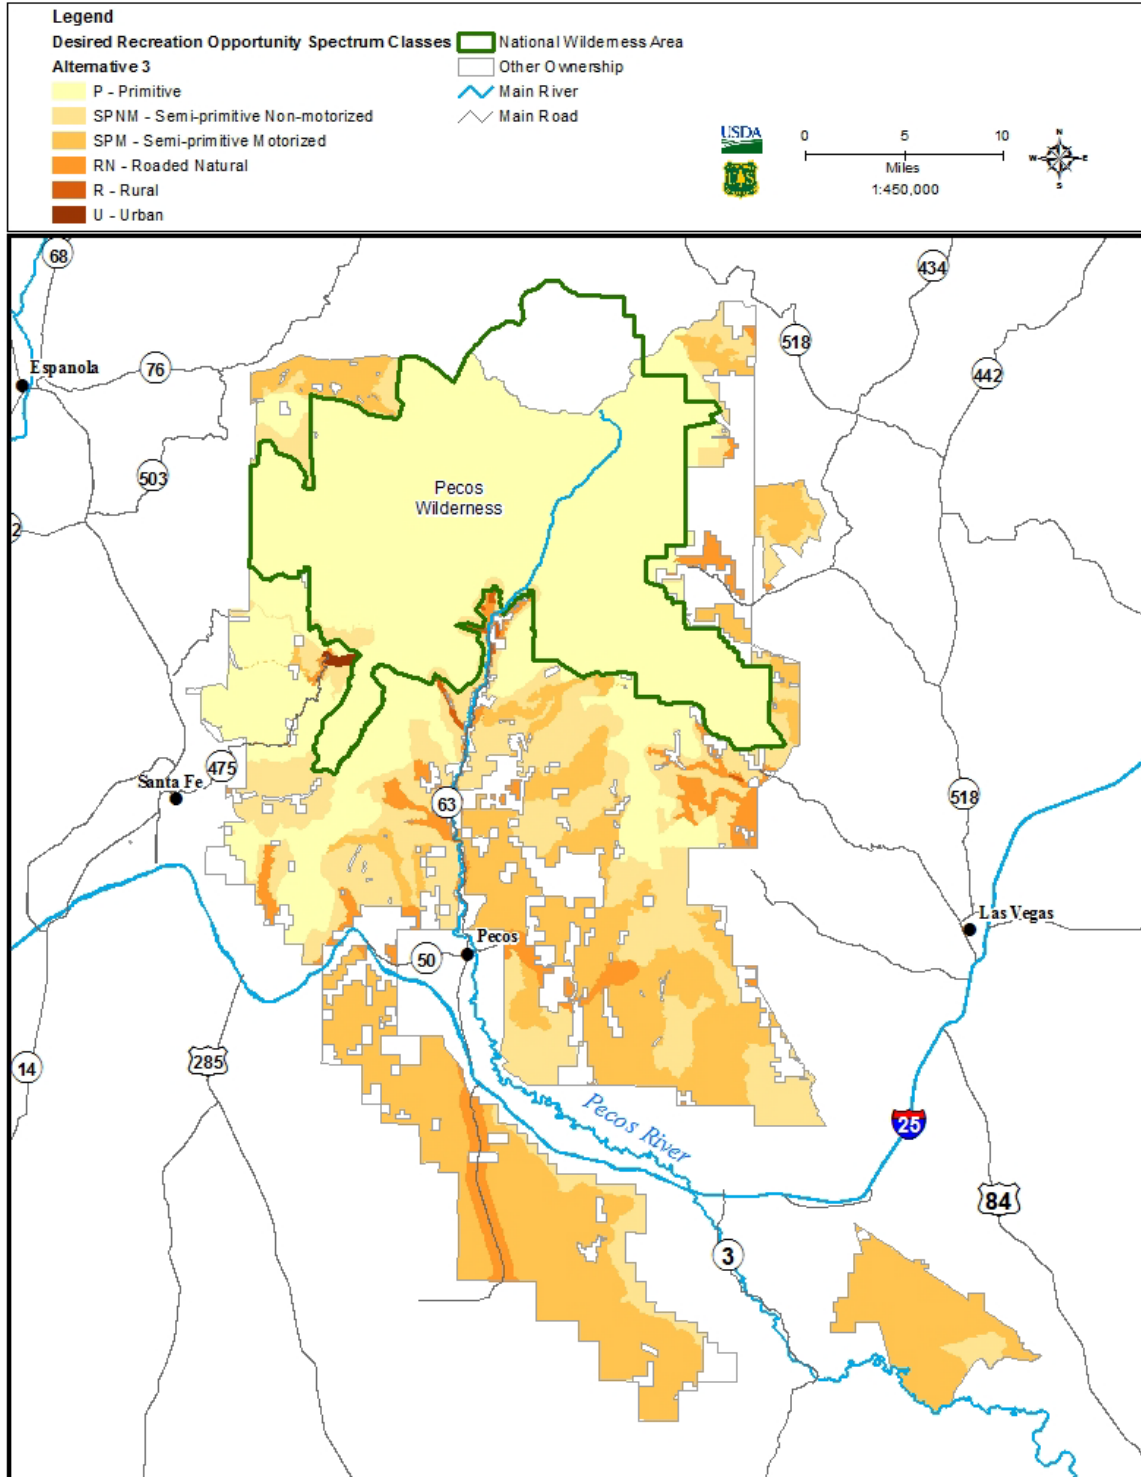 Legend
Desired Recreation Opportunity Spectrum Classes
Alternative 3
P - Primitive
SPNM - Semi-primitive Non-motorized
SPM - Semi-primitive Motorized
RN - Roaded Natural
R - Rural
U - Urban
National Wilderness Area
Other Ownership
Main River
Main Road
USDA
0 5 10
Miles
1:450,000
N
W E
S
68
434
518
Espanola
76
442
503
Pecos
Wilderness
2
475
Santa Fe
63
518
Las Vegas
Pecos
50
14
285
Pecos River
25
84
3